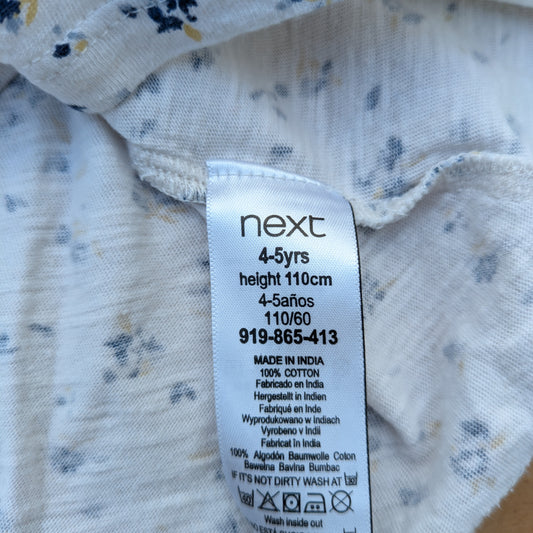 next
4-5yrs
height 110cm
4-5años
110/60
919-865-413
MADE IN INDIA
100% COTTON
Fabricado en India
Hergestellt in Indien
Fabriqué en Inde
Wyprodukowano w Indiach
Vyrobeno v Indii
Fabricat în India
100% Algodón Baumwolle Coton
Bawełna Bavlna Bumbac
IF IT'S NOT DIRTY WASH AT
Wash inside out